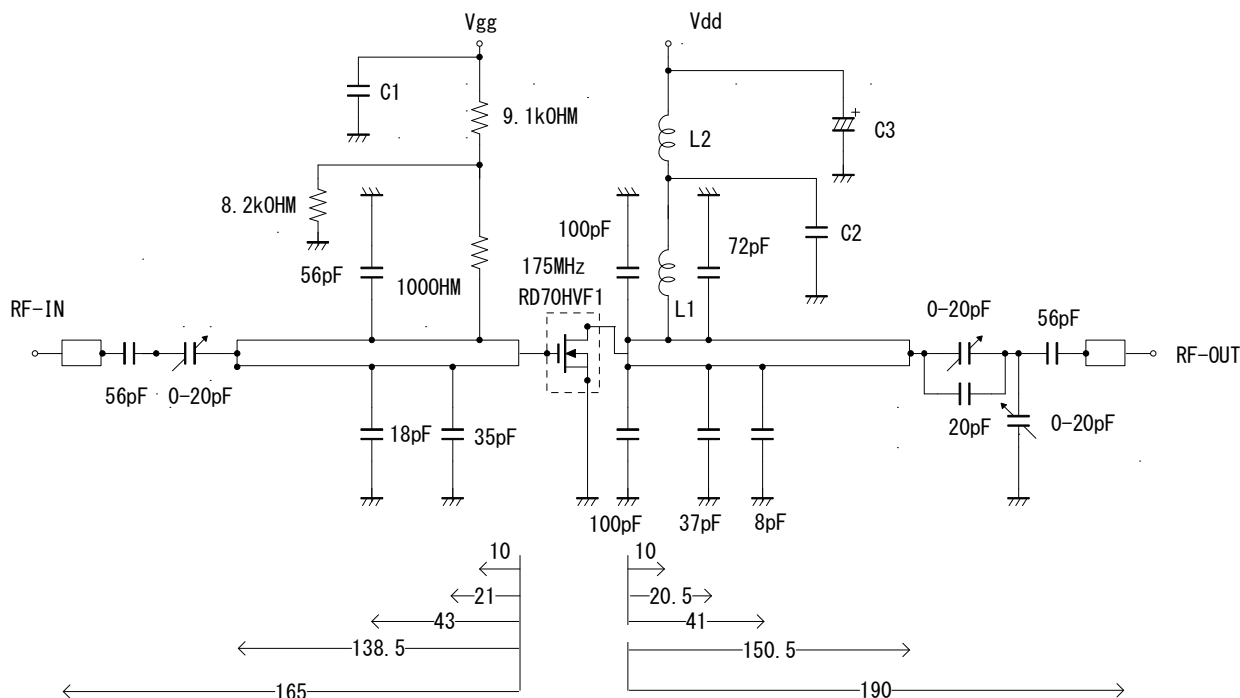 Vgg
Vdd
C1
9.1kOHM
L2
+
C3
8.2kOHM
100pF
72pF
C2
56pF
100OHM
175MHz
RD70HVF1
L1
RF-IN
0-20pF
56pF
RF-OUT
56pF
0-20pF
18pF
35pF
20pF
0-20pF
100pF
37pF
8pF
10
10
21
20.5
43
41
138.5
150.5
165
190